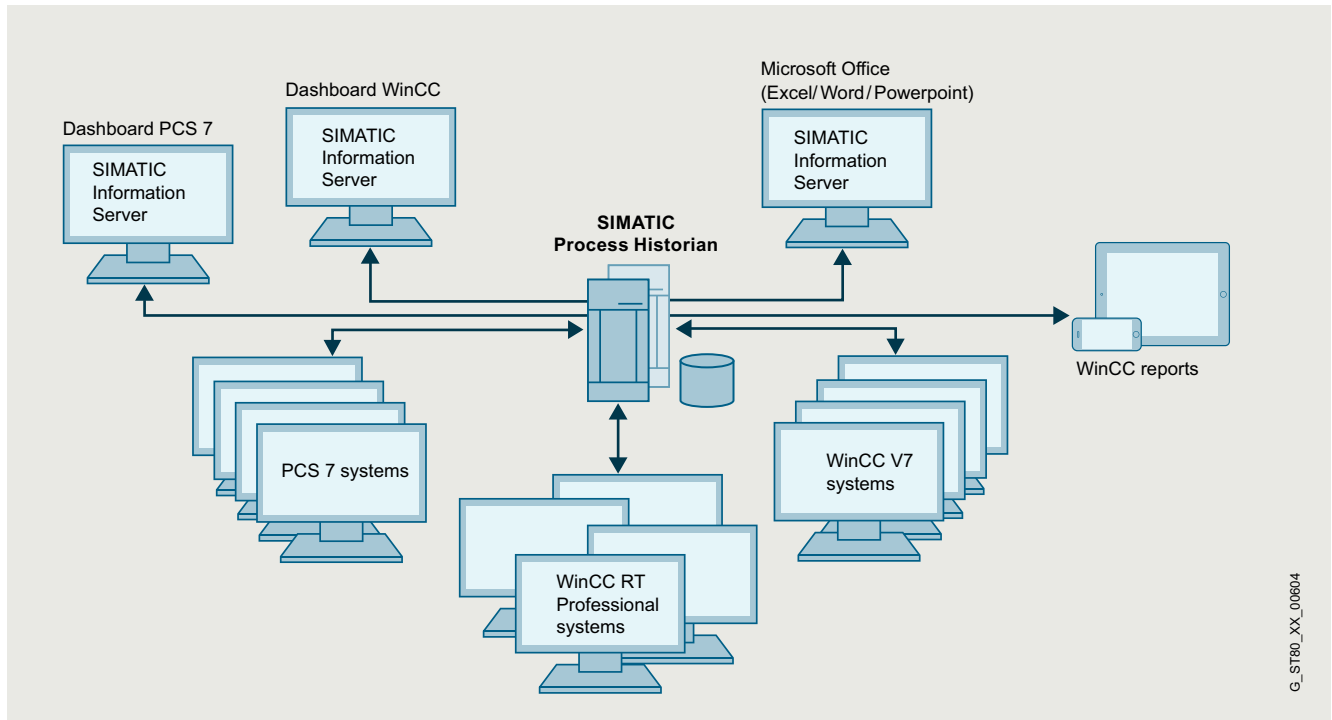 Dashboard PCS 7
SIMATIC
Information
Server
Dashboard WinCC
SIMATIC
Information
Server
Microsoft Office
(Excel/ Word / Powerpoint)
SIMATIC
Information
Server
SIMATIC
Process Historian
WinCC reports
PCS 7 systems
WinCC RT
Professional
systems
WinCC V7
systems
G_ST80_XX_00604